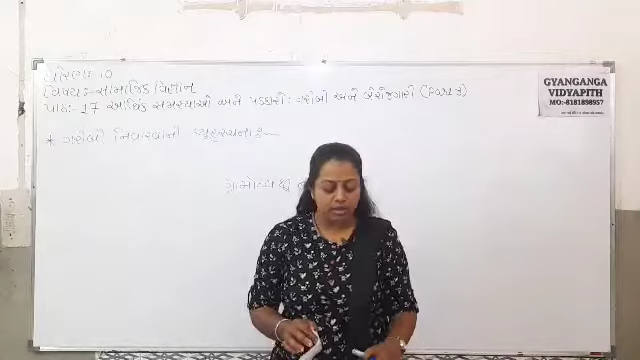 ધોરણ: 10
વિષય:- સામાજિક વિજ્ઞાન
પાઠ:- 17 આર્થિક સમસ્યાઓ અને પડકારો: ગરીબી અને બેરોજગારી (Part 3)
* ગરીબી નિવારવાની વ્યૂહરચના:-
GYANGANGA
VIDYAPITH
MO:-8181898957